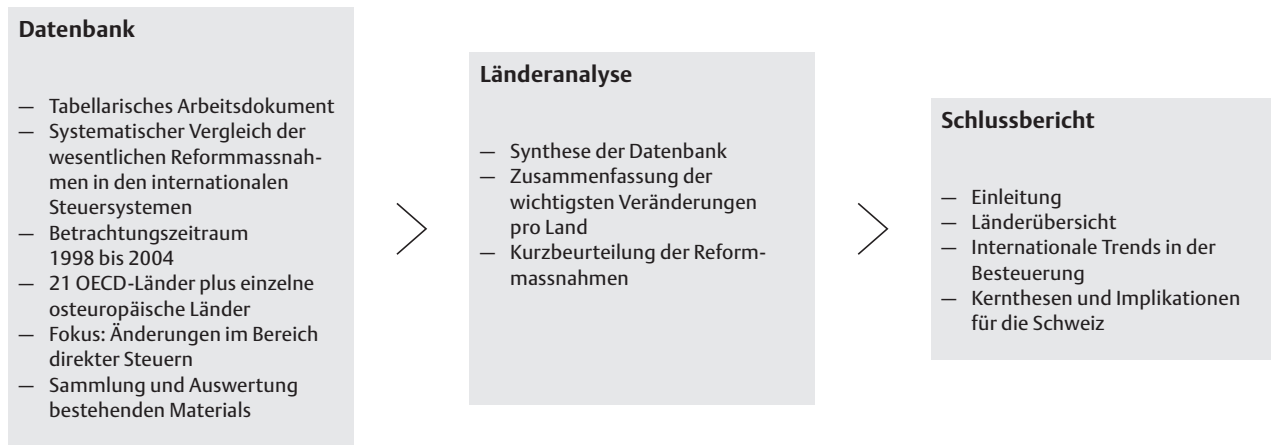 Datenbank
— Tabellarisches Arbeitsdokument
— Systematischer Vergleich der
wesentlichen Reformmassnah-
men in den internationalen
Steuersystemen
— Betrachtungszeitraum
1998 bis 2004
— 21 OECD-Länder plus einzelne
osteuropäische Länder
— Fokus: Änderungen im Bereich
direkter Steuern
— Sammlung und Auswertung
bestehenden Materials
Länderanalyse
— Synthese der Datenbank
— Zusammenfassung der
wichtigsten Veränderungen
pro Land
— Kurzbeurteilung der Reform-
massnahmen
Schlussbericht
— Einleitung
— Länderübersicht
— Internationale Trends in der
Besteuerung
— Kernthesen und Implikationen
für die Schweiz